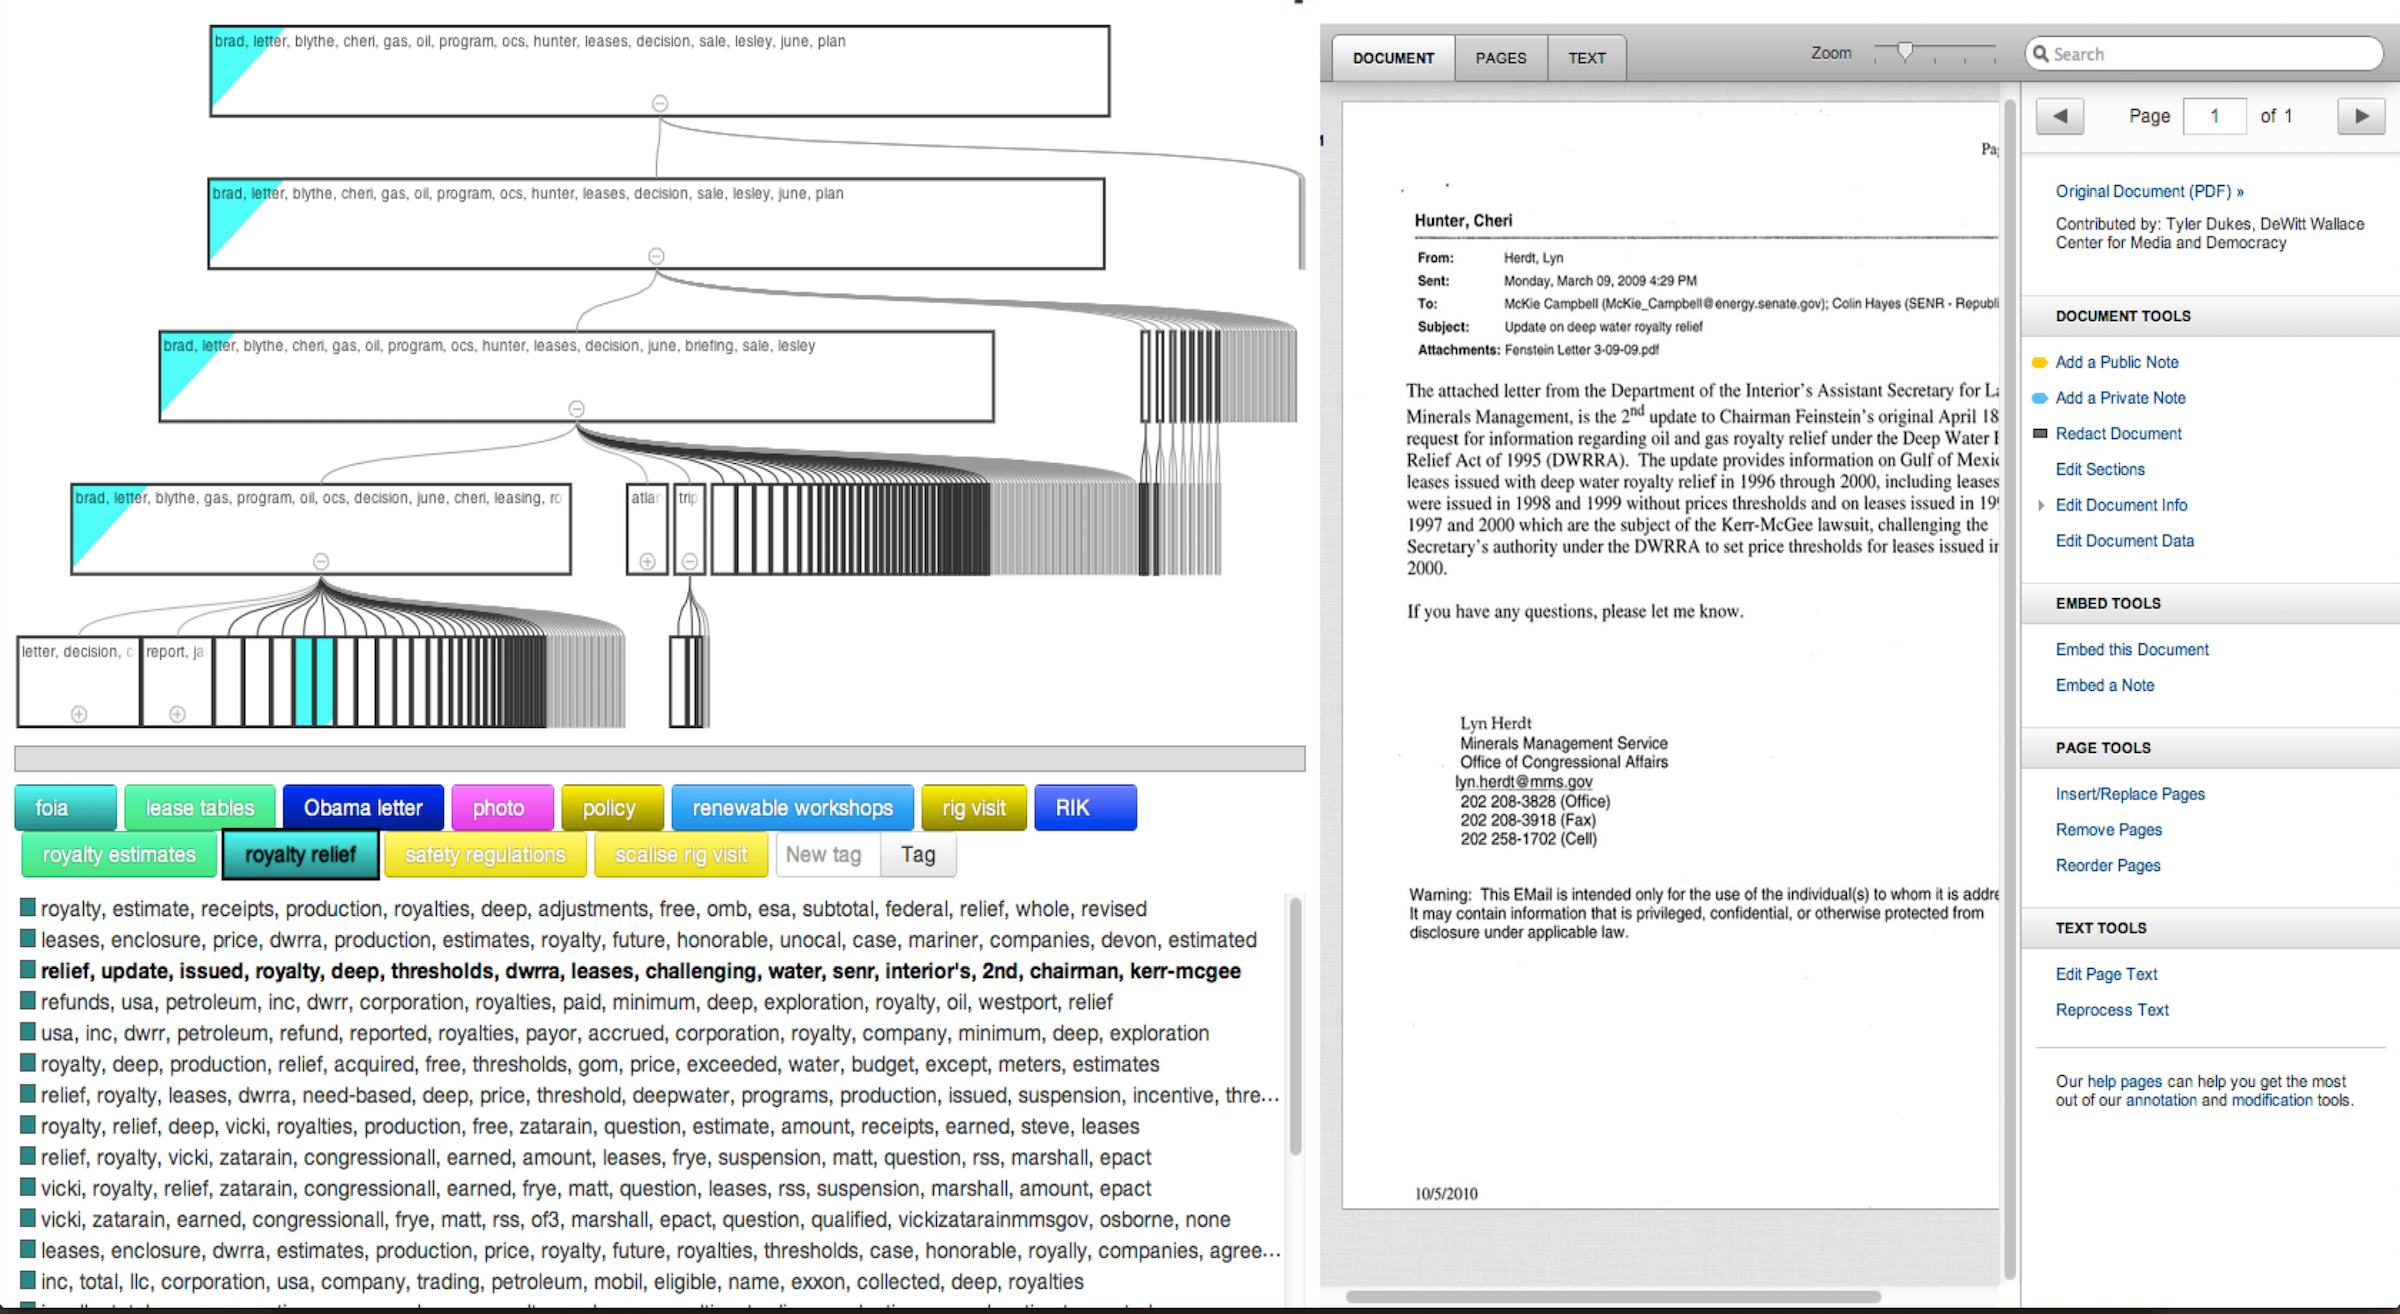 brad, letter, blythe, cheri, gas, oil, program, ocs, hunter, leases, decision, sale, lesley, june, plan
brad, letter, blythe, cheri, gas, oil, program, ocs, hunter, leases, decision, sale, lesley, june, plan
brad, letter, blythe, cheri, gas, oil, program, ocs, hunter, leases, decision, june, briefing, sale, lesley
brad, letter, blythe, gas, program, oil, ocs, decision, june, cheri, leasing, ro
atlar
trip
letter, decision, c
report, ja
foia
lease tables
Obama letter
photo
policy
renewable workshops
rig visit
RIK
royalty estimates
royalty relief
safety regulations
scalise rig visit
New tag
Tag
royalty, estimate, receipts, production, royalties, deep, adjustments, free, omb, esa, subtotal, federal, relief, whole, revised
leases, enclosure, price, dwrra, production, estimates, royalty, future, honorable, unocal, case, mariner, companies, devon, estimated
relief, update, issued, royalty, deep, thresholds, dwrra, leases, challenging, water, senr, interior's, 2nd, chairman, kerr-mcgee
refunds, usa, petroleum, inc, dwrr, corporation, royalties, paid, minimum, deep, exploration, royalty, oil, westport, relief
usa, inc, dwrr, petroleum, refund, reported, royalties, payor, accrued, corporation, royalty, company, minimum, deep, exploration
royalty, deep, production, relief, acquired, free, thresholds, gom, price, exceeded, water, budget, except, meters, estimates
relief, royalty, leases, dwrra, need-based, deep, price, threshold, deepwater, programs, production, issued, suspension, incentive, thre...
royalty, relief, deep, vicki, royalties, production, free, zatarain, question, estimate, amount, receipts, earned, steve, leases
relief, royalty, vicki, zatarain, congressionall, earned, amount, leases, frye, suspension, matt, question, rss, marshall, epact
vicki, royalty, relief, zatarain, congressionall, earned, frye, matt, question, leases, rss, suspension, marshall, amount, epact
vicki, zatarain, earned, congressionall, frye, matt, rss, of3, marshall, epact, question, qualified, vickizatarainmmsgov, osborne, none
leases, enclosure, dwrra, estimates, production, price, royalty, future, royalties, thresholds, case, honorable, royally, companies, agree...
inc, total, llc, corporation, usa, company, trading, petroleum, mobil, eligible, name, exxon, collected, deep, royalties
DOCUMENT
PAGES
TEXT
Zoom
Search
Pa
Hunter, Cheri
From: Herdt, Lyn
Sent: Monday, March 09, 2009 4:29 PM
To: McKie Campbell (McKie_Campbell@energy.senate.gov); Colin Hayes (SENR - Republi
Subject: Update on deep water royalty relief
Attachments: Fenstein Letter 3-09-09.pdf
The attached letter from the Department of the Interior's Assistant Secretary for La
Minerals Management, is the 2nd update to Chairman Feinstein's original April 18
request for information regarding oil and gas royalty relief under the Deep Water
Relief Act of 1995 (DWRRA). The update provides information on Gulf of Mexic
leases issued with deep water royalty relief in 1996 through 2000, including leases
were issued in 1998 and 1999 without prices thresholds and on leases issued in 19
1997 and 2000 which are the subject of the Kerr-McGee lawsuit, challenging the
Secretary's authority under the DWRRA to set price thresholds for leases issued in
2000.
If you have any questions, please let me know.
Lyn Herdt
Minerals Management Service
Office of Congressional Affairs
lyn.herdt@mms.gov
202 208-3828 (Office)
202 208-3918 (Fax)
202 258-1702 (Cell)
Warning: This EMail is intended only for the use of the individual(s) to whom it is addre
It may contain information that is privileged, confidential, or otherwise protected from
disclosure under applicable law.
10/5/2010
Page 1 of 1
Original Document (PDF) »
Contributed by: Tyler Dukes, DeWitt Wallace
Center for Media and Democracy
DOCUMENT TOOLS
Add a Public Note
Add a Private Note
Redact Document
Edit Sections
Edit Document Info
Edit Document Data
EMBED TOOLS
Embed this Document
Embed a Note
PAGE TOOLS
Insert/Replace Pages
Remove Pages
Reorder Pages
TEXT TOOLS
Edit Page Text
Reprocess Text
Our help pages can help you get the most
out of our annotation and modification tools.